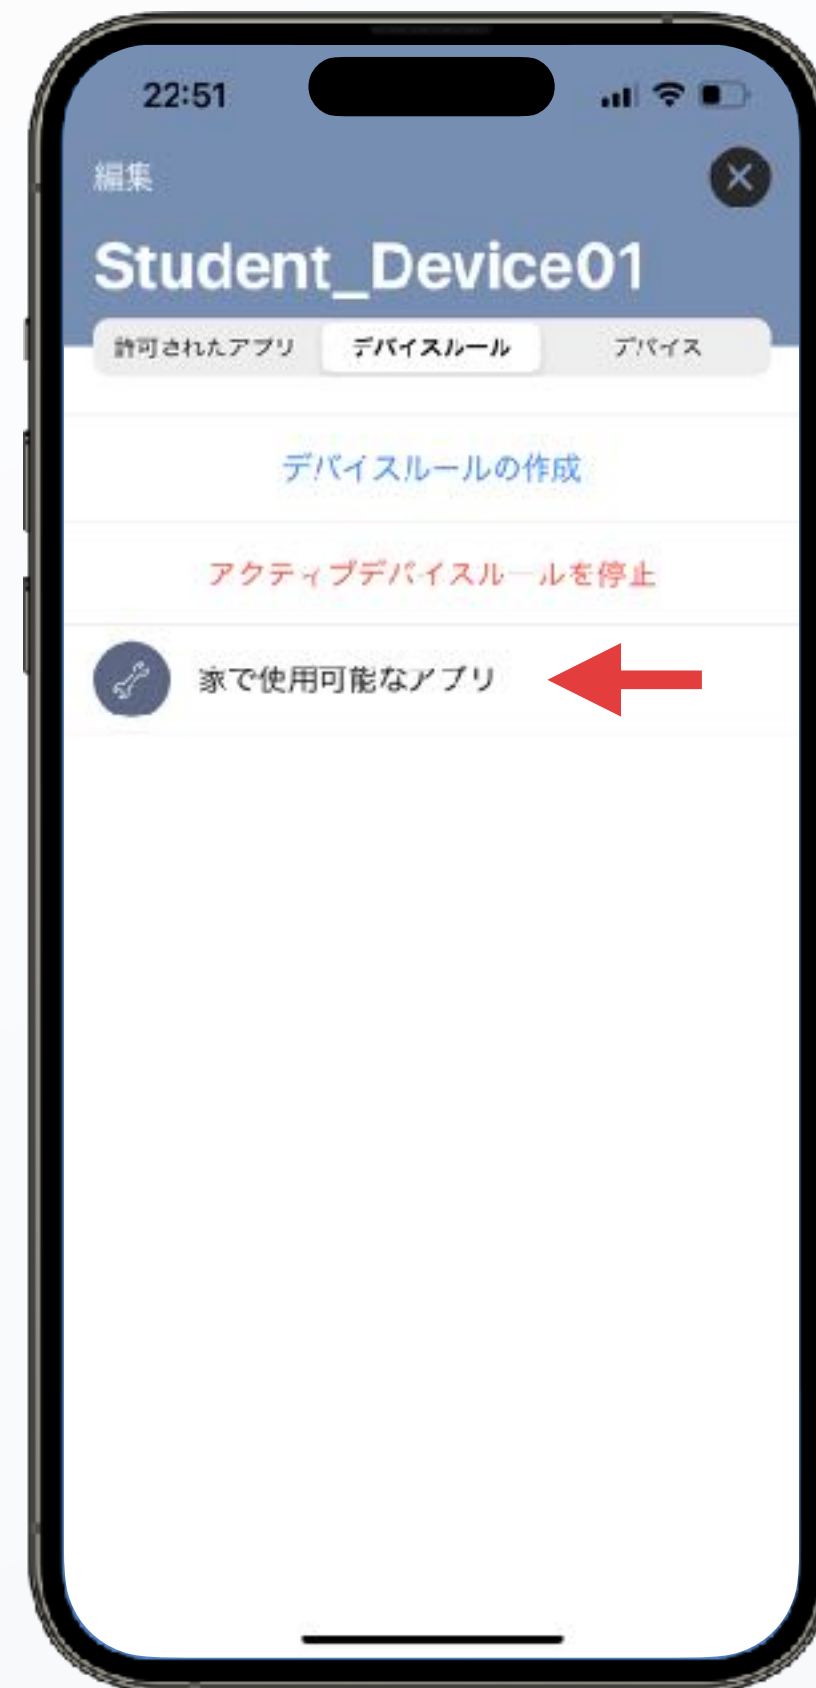 22:51
編集
Student_Device01
許可されたアプリ デバイスルール デバイス
デバイスルールの作成
アクティブデバイスルールを停止
家で使用可能なアプリ